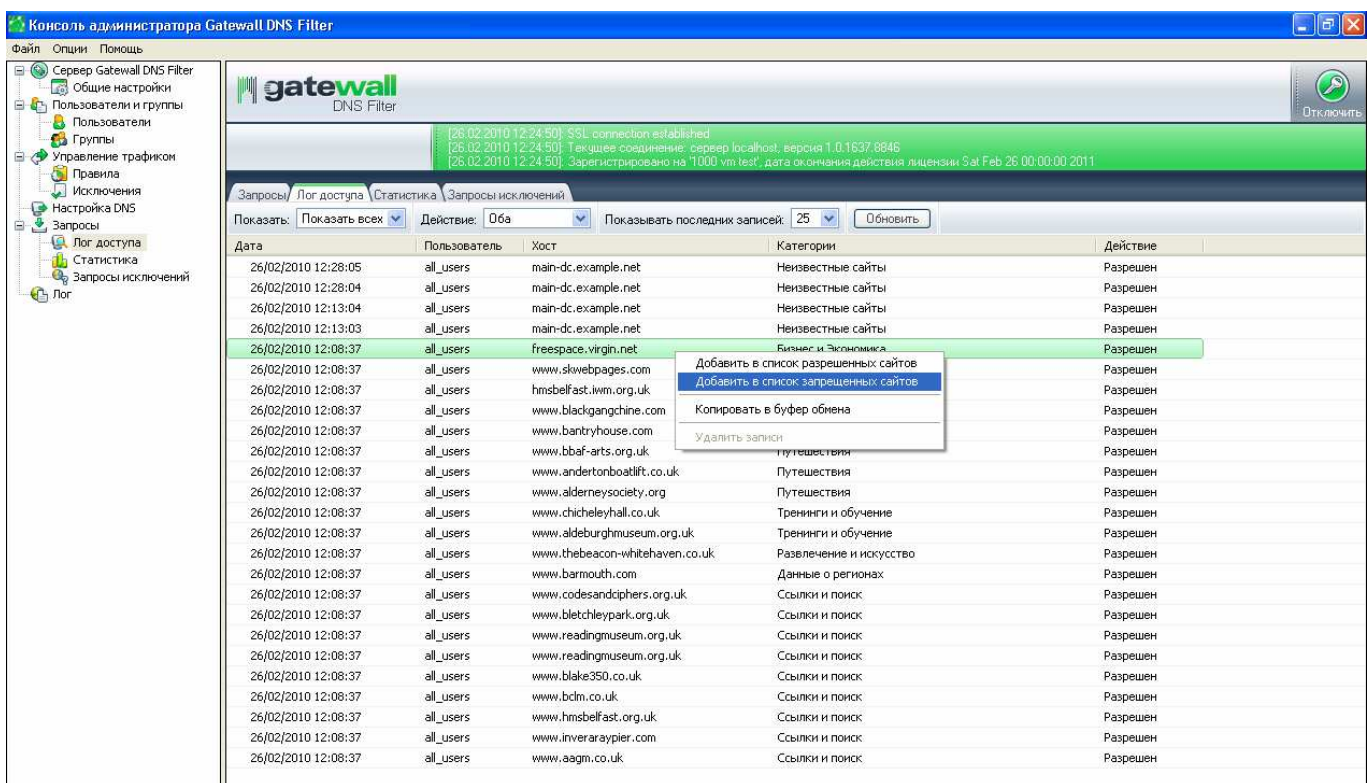 Консоль администратора Gatewall DNS Filter
Файл Опции Помощь
Сервер Gatewall DNS Filter
Общие настройки
Пользователи и группы
Пользователи
Группы
Управление трафиком
Правила
Исключения
Настройка DNS
Запросы
Лог доступа
Статистика
Запросы исключений
Лог
gatewall
DNS Filter
Отключить
[26.02.2010 12:24:50]: SSL connection established
[26.02.2010 12:24:50]: Текущее соединение: сервер localhost, версия 1.0.1637.8846
[26.02.2010 12:24:50]: Зарегистрировано на '1000 vm test', дата окончания действия лицензии Sat Feb 26 00:00:00 2011
Запросы Лог доступа Статистика Запросы исключений
Показать: Показать всех Действие: Оба Показывать последних записей: 25 Обновить
Дата Пользователь Хост Категории Действие
26/02/2010 12:28:05 all_users main-dc.example.net Неизвестные сайты Разрешен
26/02/2010 12:28:04 all_users main-dc.example.net Неизвестные сайты Разрешен
26/02/2010 12:13:04 all_users main-dc.example.net Неизвестные сайты Разрешен
26/02/2010 12:13:03 all_users main-dc.example.net Неизвестные сайты Разрешен
26/02/2010 12:08:37 all_users freespace.virgin.net Бизнес и Экономика Разрешен
26/02/2010 12:08:37 all_users www.skwebpages.com Разрешен
26/02/2010 12:08:37 all_users hmsbelfast.iwm.org.uk Разрешен
26/02/2010 12:08:37 all_users www.blackgangchine.com Разрешен
26/02/2010 12:08:37 all_users www.bantryhouse.com Разрешен
26/02/2010 12:08:37 all_users www.bbaf-arts.org.uk Путешествия Разрешен
26/02/2010 12:08:37 all_users www.andertonboatlift.co.uk Путешествия Разрешен
26/02/2010 12:08:37 all_users www.alderneysociety.org Путешествия Разрешен
26/02/2010 12:08:37 all_users www.chicheleyhall.co.uk Тренинги и обучение Разрешен
26/02/2010 12:08:37 all_users www.aldeburghmuseum.org.uk Тренинги и обучение Разрешен
26/02/2010 12:08:37 all_users www.thebeacon-whitehaven.co.uk Развлечение и искусство Разрешен
26/02/2010 12:08:37 all_users www.barmouth.com Данные о регионах Разрешен
26/02/2010 12:08:37 all_users www.codesandciphers.org.uk Ссылки и поиск Разрешен
26/02/2010 12:08:37 all_users www.bletchleypark.org.uk Ссылки и поиск Разрешен
26/02/2010 12:08:37 all_users www.readingmuseum.org.uk Ссылки и поиск Разрешен
26/02/2010 12:08:37 all_users www.readingmuseum.org.uk Ссылки и поиск Разрешен
26/02/2010 12:08:37 all_users www.blake350.co.uk Ссылки и поиск Разрешен
26/02/2010 12:08:37 all_users www.bclm.co.uk Ссылки и поиск Разрешен
26/02/2010 12:08:37 all_users www.hmsbelfast.org.uk Ссылки и поиск Разрешен
26/02/2010 12:08:37 all_users www.inveraraypier.com Ссылки и поиск Разрешен
26/02/2010 12:08:37 all_users www.aagm.co.uk Ссылки и поиск Разрешен
Добавить в список разрешенных сайтов
Добавить в список запрещенных сайтов
Копировать в буфер обмена
Удалить записи